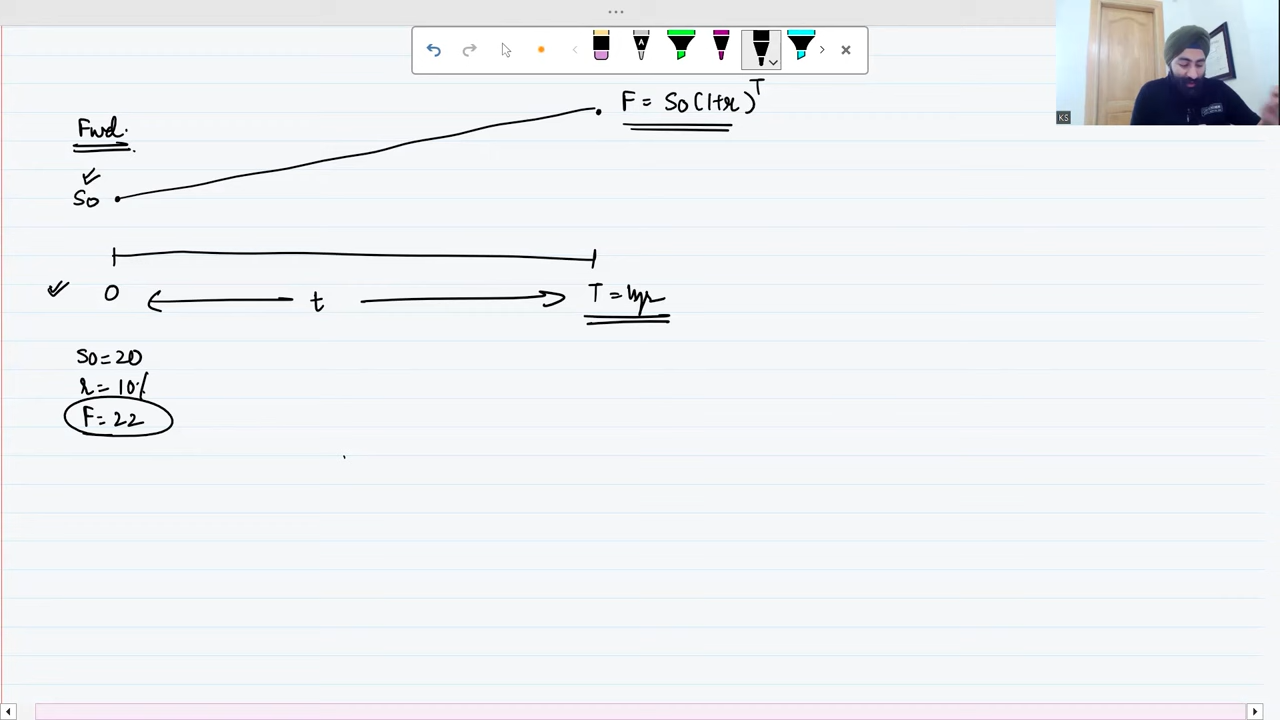 F = S0(1+r)^T
Fwd.
S0
0 t T = 1yr
S0 = 20
r = 10%
F = 22
KS